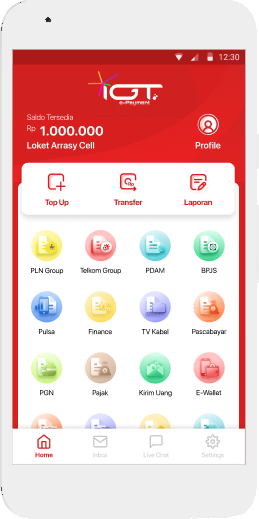 12:30
IGT
e-Payment
Saldo Tersedia
Rp 1.000.000
Loket Arrasy Cell
Profile
Top Up
Transfer
Laporan
PLN Group
Telkom Group
PDAM
BPJS
Pulsa
Finance
TV Kabel
Pascabayar
PGN
Pajak
Kirim Uang
E-Wallet
Home
Inbox
Live Chat
Settings